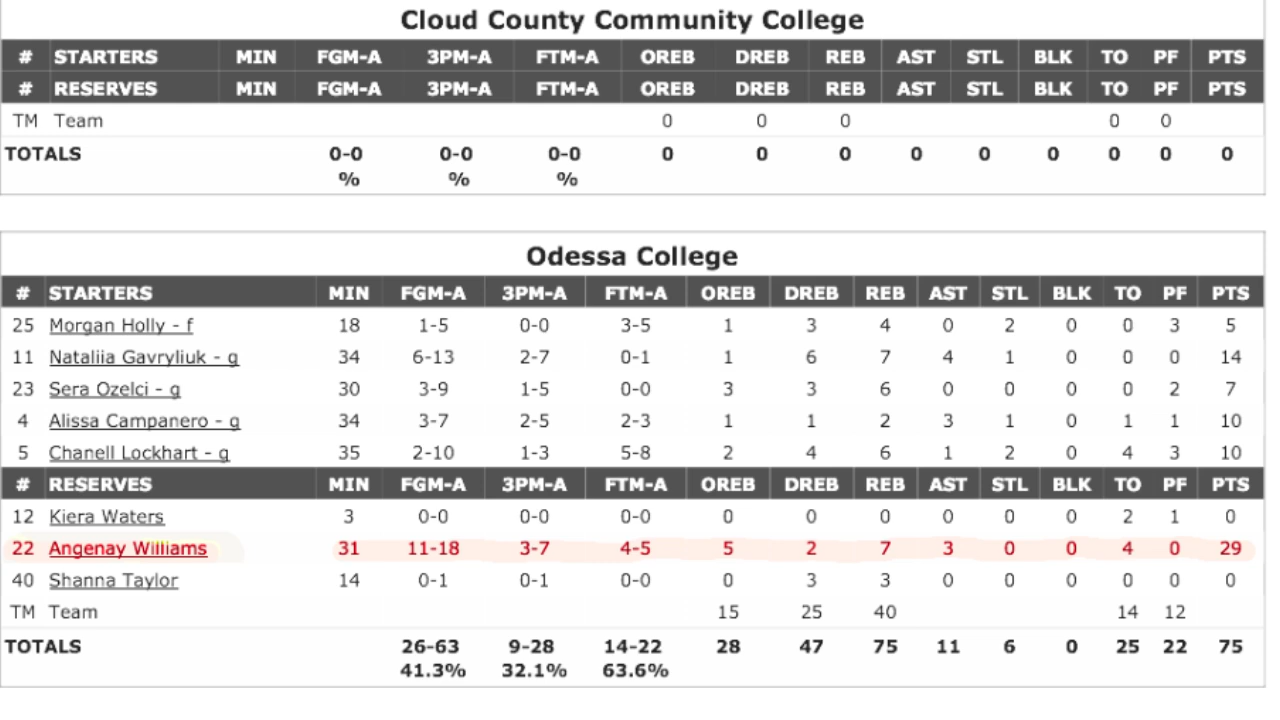 Cloud County Community College
# STARTERS MIN FGM-A 3PM-A FTM-A OREB DREB REB AST STL BLK TO PF PTS
# RESERVES MIN FGM-A 3PM-A FTM-A OREB DREB REB AST STL BLK TO PF PTS
TM Team 0 0 0 0 0
TOTALS 0-0 0-0 0-0 0 0 0 0 0 0 0 0 0
% % %
Odessa College
# STARTERS MIN FGM-A 3PM-A FTM-A OREB DREB REB AST STL BLK TO PF PTS
25 Morgan Holly - f 18 1-5 0-0 3-5 1 3 4 0 2 0 0 3 5
11 Nataliia Gavryliuk - g 34 6-13 2-7 0-1 1 6 7 4 1 0 0 0 14
23 Sera Ozelci - g 30 3-9 1-5 0-0 3 3 6 0 0 0 0 2 7
4 Alissa Campanero - g 34 3-7 2-5 2-3 1 1 2 3 1 0 1 1 10
5 Chanell Lockhart - g 35 2-10 1-3 5-8 2 4 6 1 2 0 4 3 10
# RESERVES MIN FGM-A 3PM-A FTM-A OREB DREB REB AST STL BLK TO PF PTS
12 Kiera Waters 3 0-0 0-0 0-0 0 0 0 0 0 0 2 1 0
22 Angenay Williams 31 11-18 3-7 4-5 5 2 7 3 0 0 4 0 29
40 Shanna Taylor 14 0-1 0-1 0-0 0 3 3 0 0 0 0 0 0
TM Team 15 25 40 14 12
TOTALS 26-63 9-28 14-22 28 47 75 11 6 0 25 22 75
41.3% 32.1% 63.6%